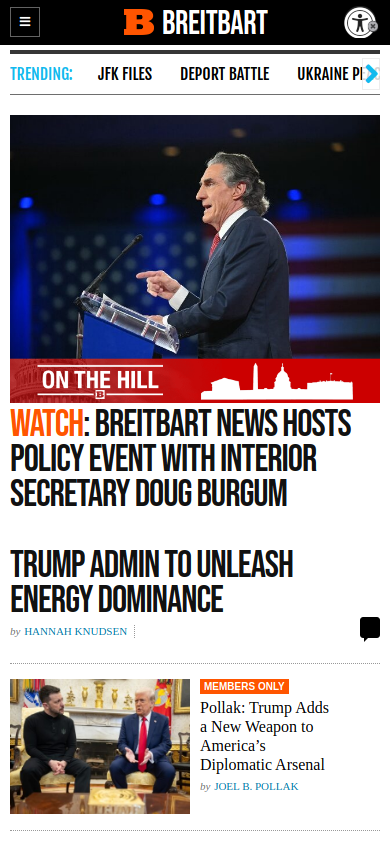 B BREITBART
TRENDING:
JFK FILES
DEPORT BATTLE
UKRAINE
ON THE HILL
B
WATCH: BREITBART NEWS HOSTS
POLICY EVENT WITH INTERIOR
SECRETARY DOUG BURGUM
TRUMP ADMIN TO UNLEASH
ENERGY DOMINANCE
by HANNAH KNUDSEN
MEMBERS ONLY
Pollak: Trump Adds
a New Weapon to
America’s
Diplomatic Arsenal
by JOEL B. POLLAK